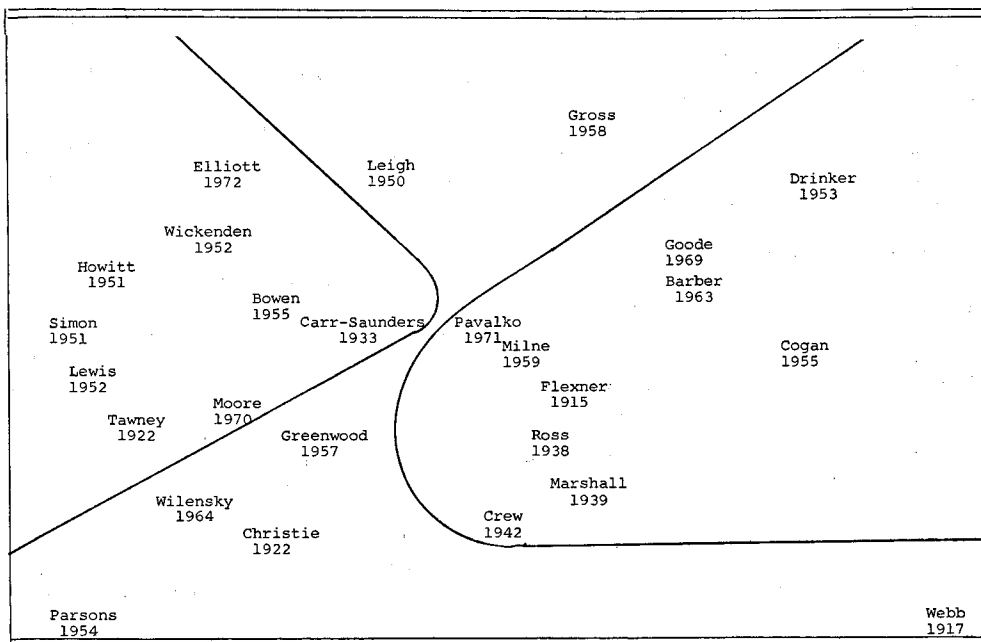 Gross
1958
Elliott
1972
Leigh
1950
Drinker
1953
Wickenden
1952
Goode
1969
Howitt
1951
Barber
1963
Bowen
1955
Simon
1951
Carr-Saunders
1933
Pavalko
1971
Milne
1959
Cogan
1955
Lewis
1952
Flexner
1915
Moore
1970
Tawney
1922
Greenwood
1957
Ross
1938
Marshall
1939
Wilensky
1964
Crew
1942
Christie
1922
Parsons
1954
Webb
1917